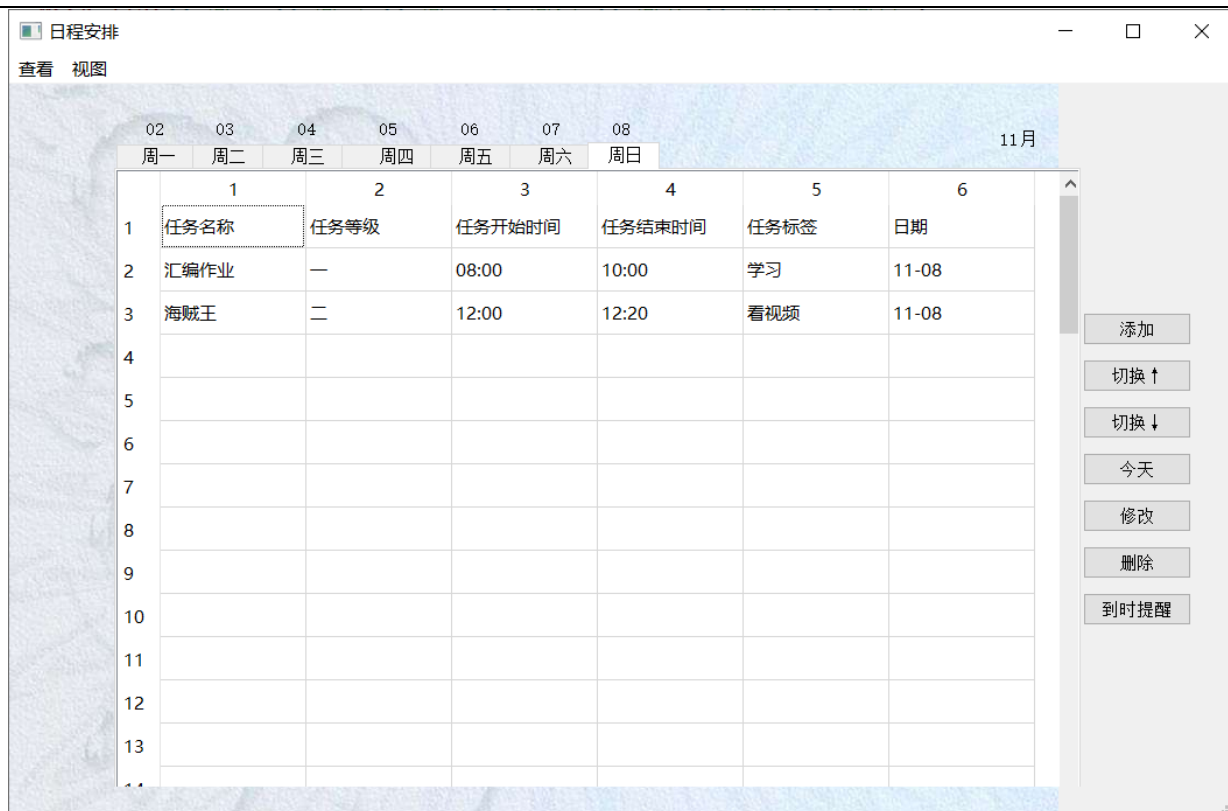 日程安排
查看 视图
02 03 04 05 06 07 08
11月
周一 周二 周三 周四 周五 周六 周日
1 2 3 4 5 6
1 任务名称 任务等级 任务开始时间 任务结束时间 任务标签 日期
2 汇编作业 一 08:00 10:00 学习 11-08
3 海贼王 二 12:00 12:20 看视频 11-08
4
5
6
7
8
9
10
11
12
13
添加
切换↑
切换↓
今天
修改
删除
到时提醒